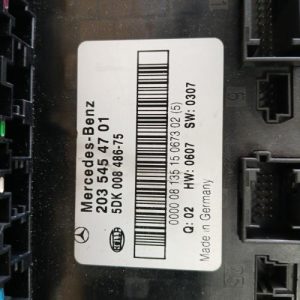 Mercedes-Benz
203 545 47 01
5DK 008 486-75
HELLA
0000 08 135 15 0673 02 (5)
Q: 02 HW: 0607 SW: 0307
Made in Germany